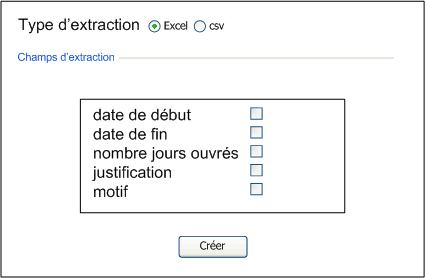 Type d'extraction Excel csv
Champs d'extraction
date de début
date de fin
nombre jours ouvrés
justification
motif
Créer